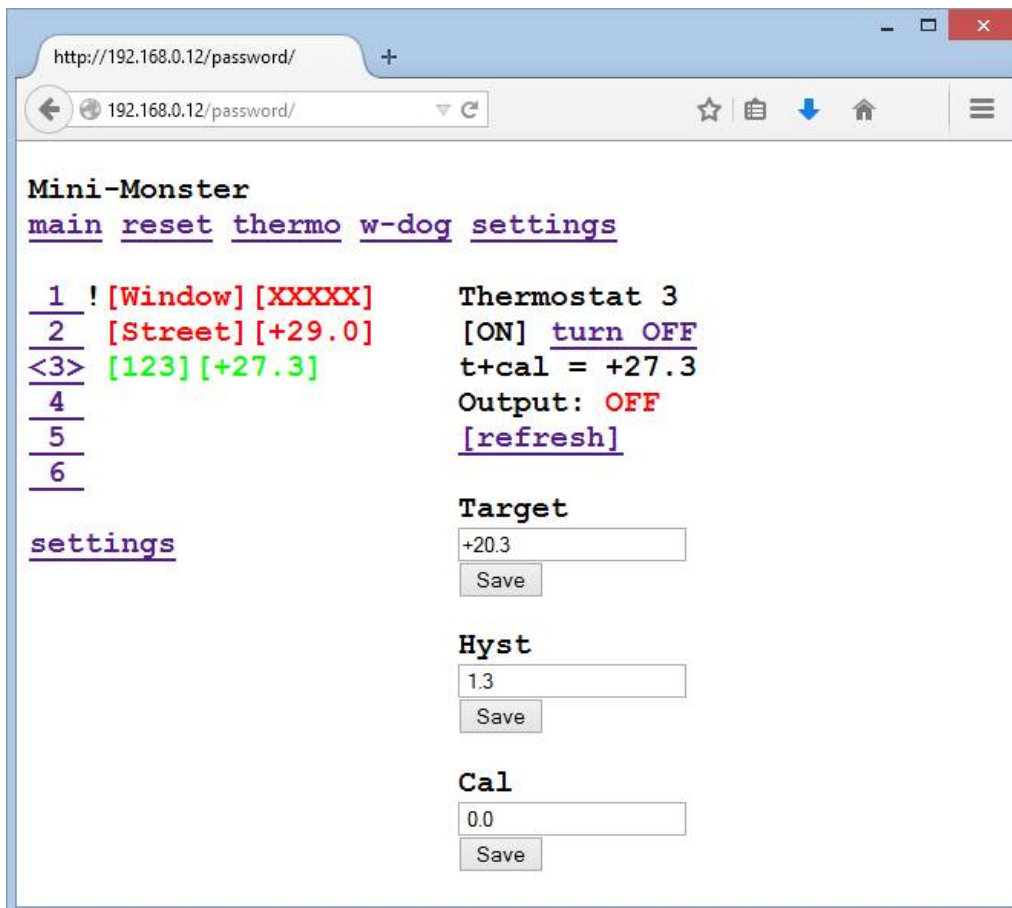 http://192.168.0.12/password/
192.168.0.12/password/
Mini-Monster
main reset thermo w-dog settings
1 ![Window][XXXXX]
2 [Street][+29.0]
<3> [123][+27.3]
4
5
6
settings
Thermostat 3
[ON] turn OFF
t+cal = +27.3
Output: OFF
[refresh]
Target
+20.3
Save
Hyst
1.3
Save
Cal
0.0
Save